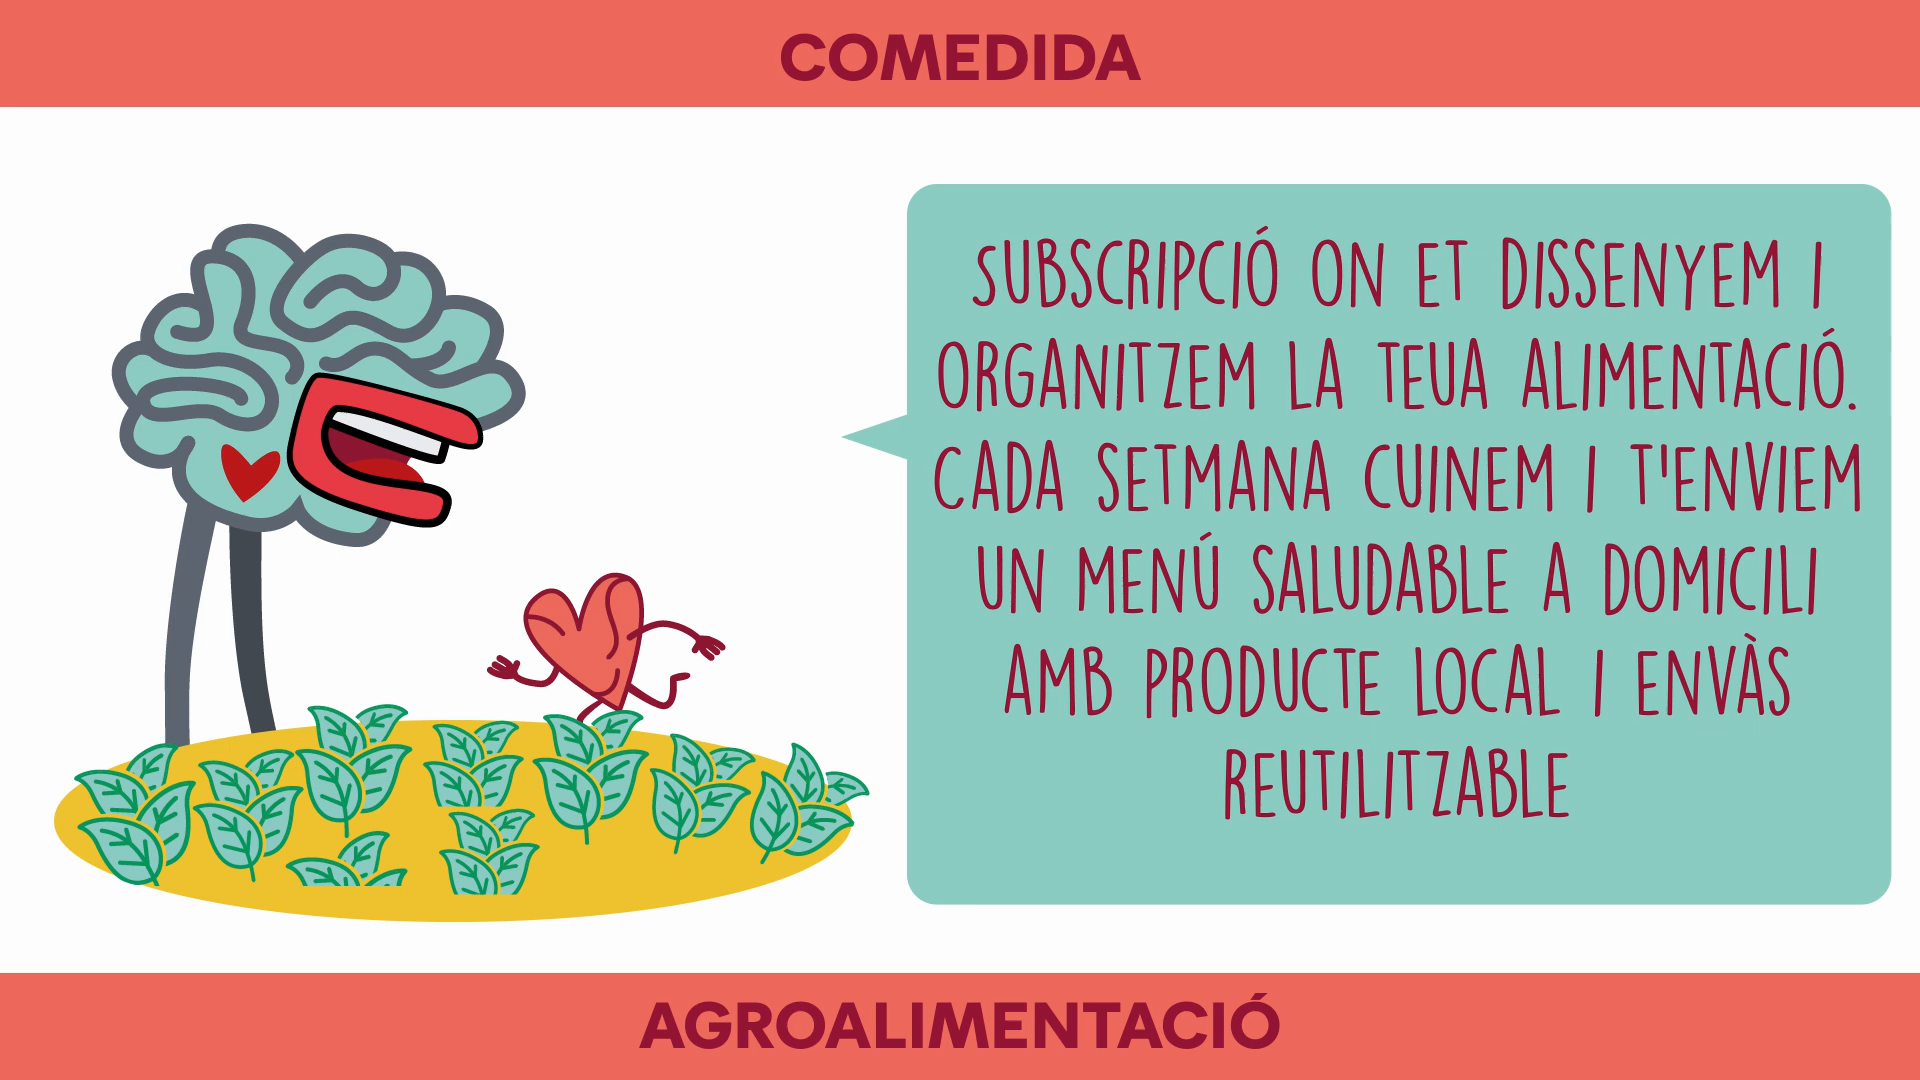 COMEDIDA
SUBSCRIPCIÓ ON ET DISSENYEM I
ORGANITZEM LA TEUA ALIMENTACIÓ.
CADA SETMANA CUINEM I T'ENVIEM
UN MENÚ SALUDABLE A DOMICILI
AMB PRODUCTE LOCAL I ENVÀS
REUTILITZABLE
AGROALIMENTACIÓ